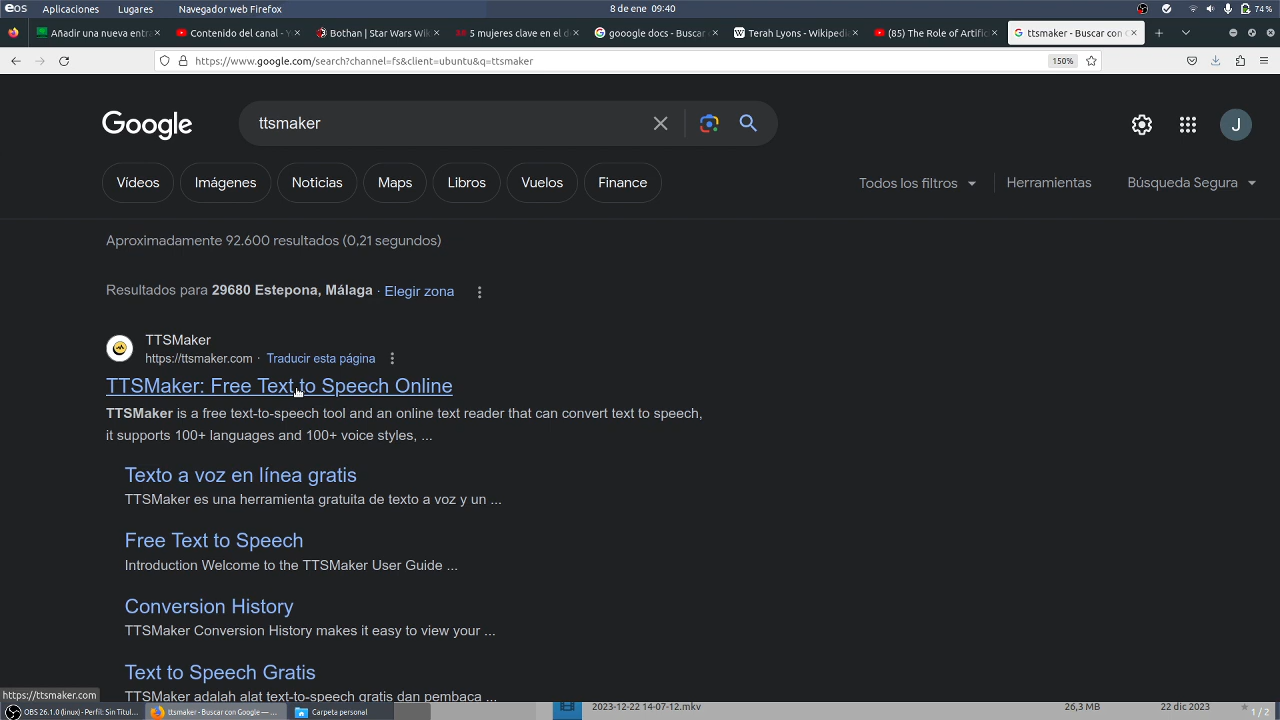 eos Aplicaciones Lugares Navegador web Firefox 8 de ene 09:40 74 %
Añadir una nueva entra Contenido del canal - Y Bothan | Star Wars Wik 5 mujeres clave en el d gooogle docs - Buscar Terah Lyons - Wikipedi (85) The Role of Artific ttsmaker - Buscar con G
https://www.google.com/search?channel=fs&client=ubuntu&q=ttsmaker 150%
Google ttsmaker J
Vídeos Imágenes Noticias Maps Libros Vuelos Finance Todos los filtros Herramientas Búsqueda Segura
Aproximadamente 92.600 resultados (0,21 segundos)
Resultados para 29680 Estepona, Málaga · Elegir zona
TTSMaker
https://ttsmaker.com · Traducir esta página
TTSMaker: Free Text to Speech Online
TTSMaker is a free text-to-speech tool and an online text reader that can convert text to speech,
it supports 100+ languages and 100+ voice styles, ...
Texto a voz en línea gratis
TTSMaker es una herramienta gratuita de texto a voz y un ...
Free Text to Speech
Introduction Welcome to the TTSMaker User Guide ...
Conversion History
TTSMaker Conversion History makes it easy to view your ...
Text to Speech Gratis
TTSMaker adalah alat text-to-speech gratis dan pembaca ...
https://ttsmaker.com
OBS 26.1.0 (linux) - Perfil: Sin Titul... ttsmaker - Buscar con Google — ... Carpeta personal 2023-12-22 14-07-12.mkv 26,3 MB 22 dic 2023 1 / 2